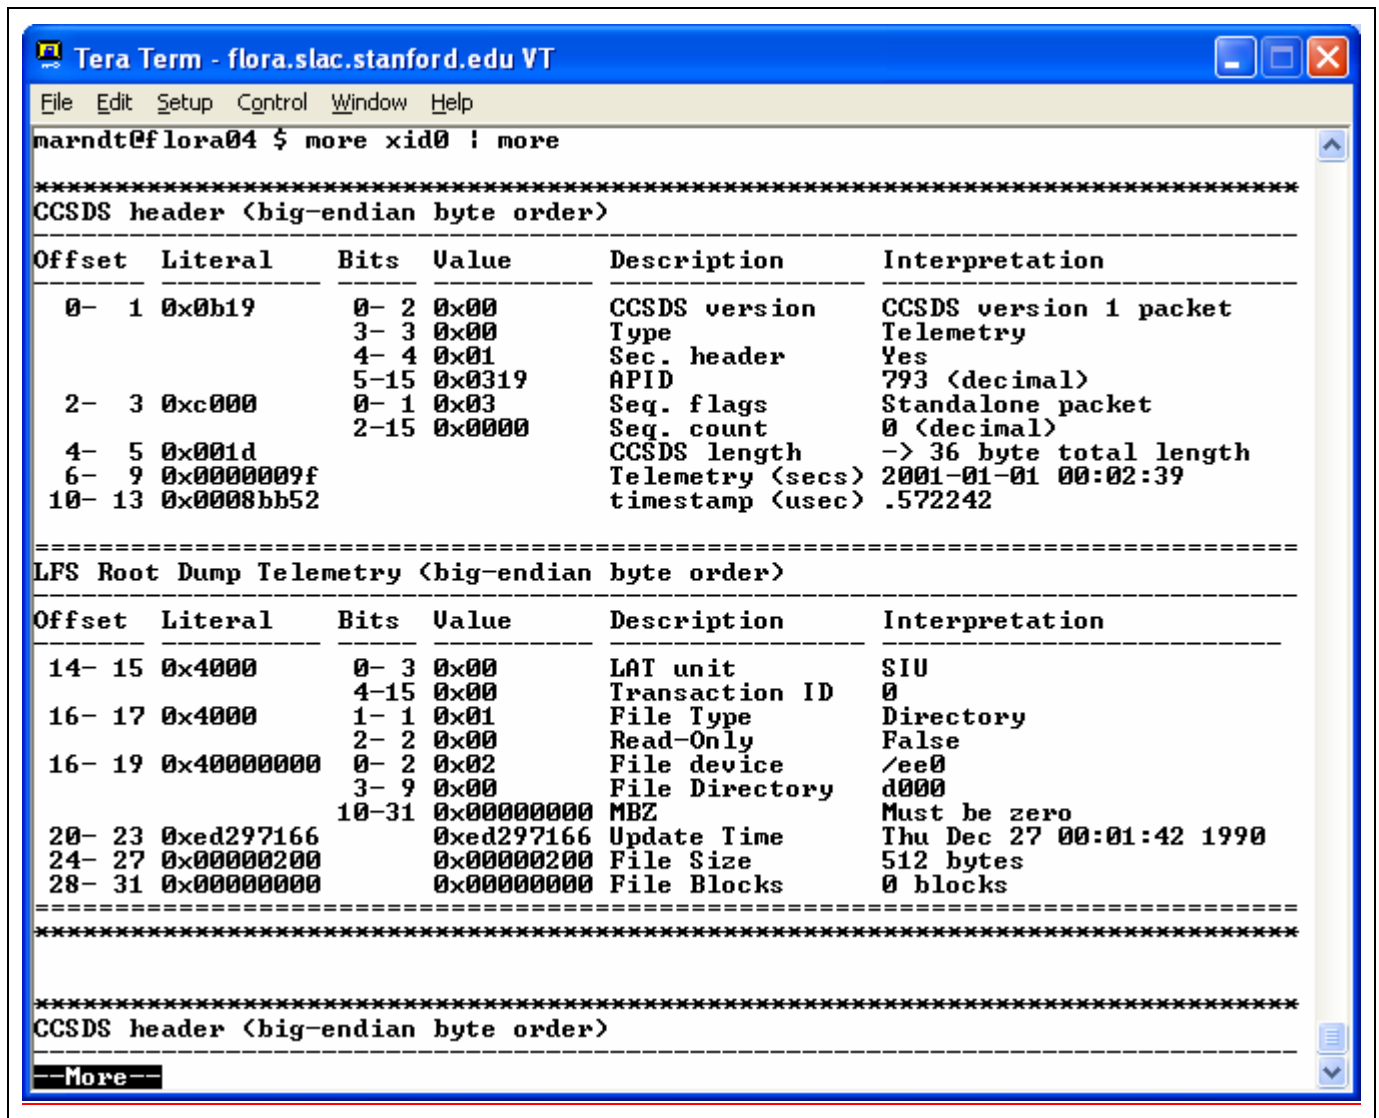 Tera Term - flora.slac.stanford.edu VT
File Edit Setup Control Window Help
marndt@flora04 $ more xid0 | more
********************************************************************************
CCSDS header (big-endian byte order)
--------------------------------------------------------------------------------
Offset Literal Bits Value Description Interpretation
------- ---------- ----- ---------- ---------------- --------------------------
0- 1 0x0b19 0- 2 0x00 CCSDS version CCSDS version 1 packet
3- 3 0x00 Type Telemetry
4- 4 0x01 Sec. header Yes
5-15 0x0319 APID 793 (decimal)
2- 3 0xc000 0- 1 0x03 Seq. flags Standalone packet
2-15 0x0000 Seq. count 0 (decimal)
4- 5 0x001d CCSDS length -> 36 byte total length
6- 9 0x0000009f Telemetry (secs) 2001-01-01 00:02:39
10- 13 0x0008bb52 timestamp (usec) .572242
================================================================================
LFS Root Dump Telemetry (big-endian byte order)
--------------------------------------------------------------------------------
Offset Literal Bits Value Description Interpretation
------- ---------- ----- ---------- ---------------- -------------------------
14- 15 0x4000 0- 3 0x00 LAT unit SIU
4-15 0x00 Transaction ID 0
16- 17 0x4000 1- 1 0x01 File Type Directory
2- 2 0x00 Read-Only False
16- 19 0x40000000 0- 2 0x02 File device /ee0
3- 9 0x00 File Directory d000
10-31 0x00000000 MBZ Must be zero
20- 23 0xed297166 0xed297166 Update Time Thu Dec 27 00:01:42 1990
24- 27 0x00000200 0x00000200 File Size 512 bytes
28- 31 0x00000000 0x00000000 File Blocks 0 blocks
================================================================================
********************************************************************************
********************************************************************************
CCSDS header (big-endian byte order)
--------------------------------------------------------------------------------
--More--